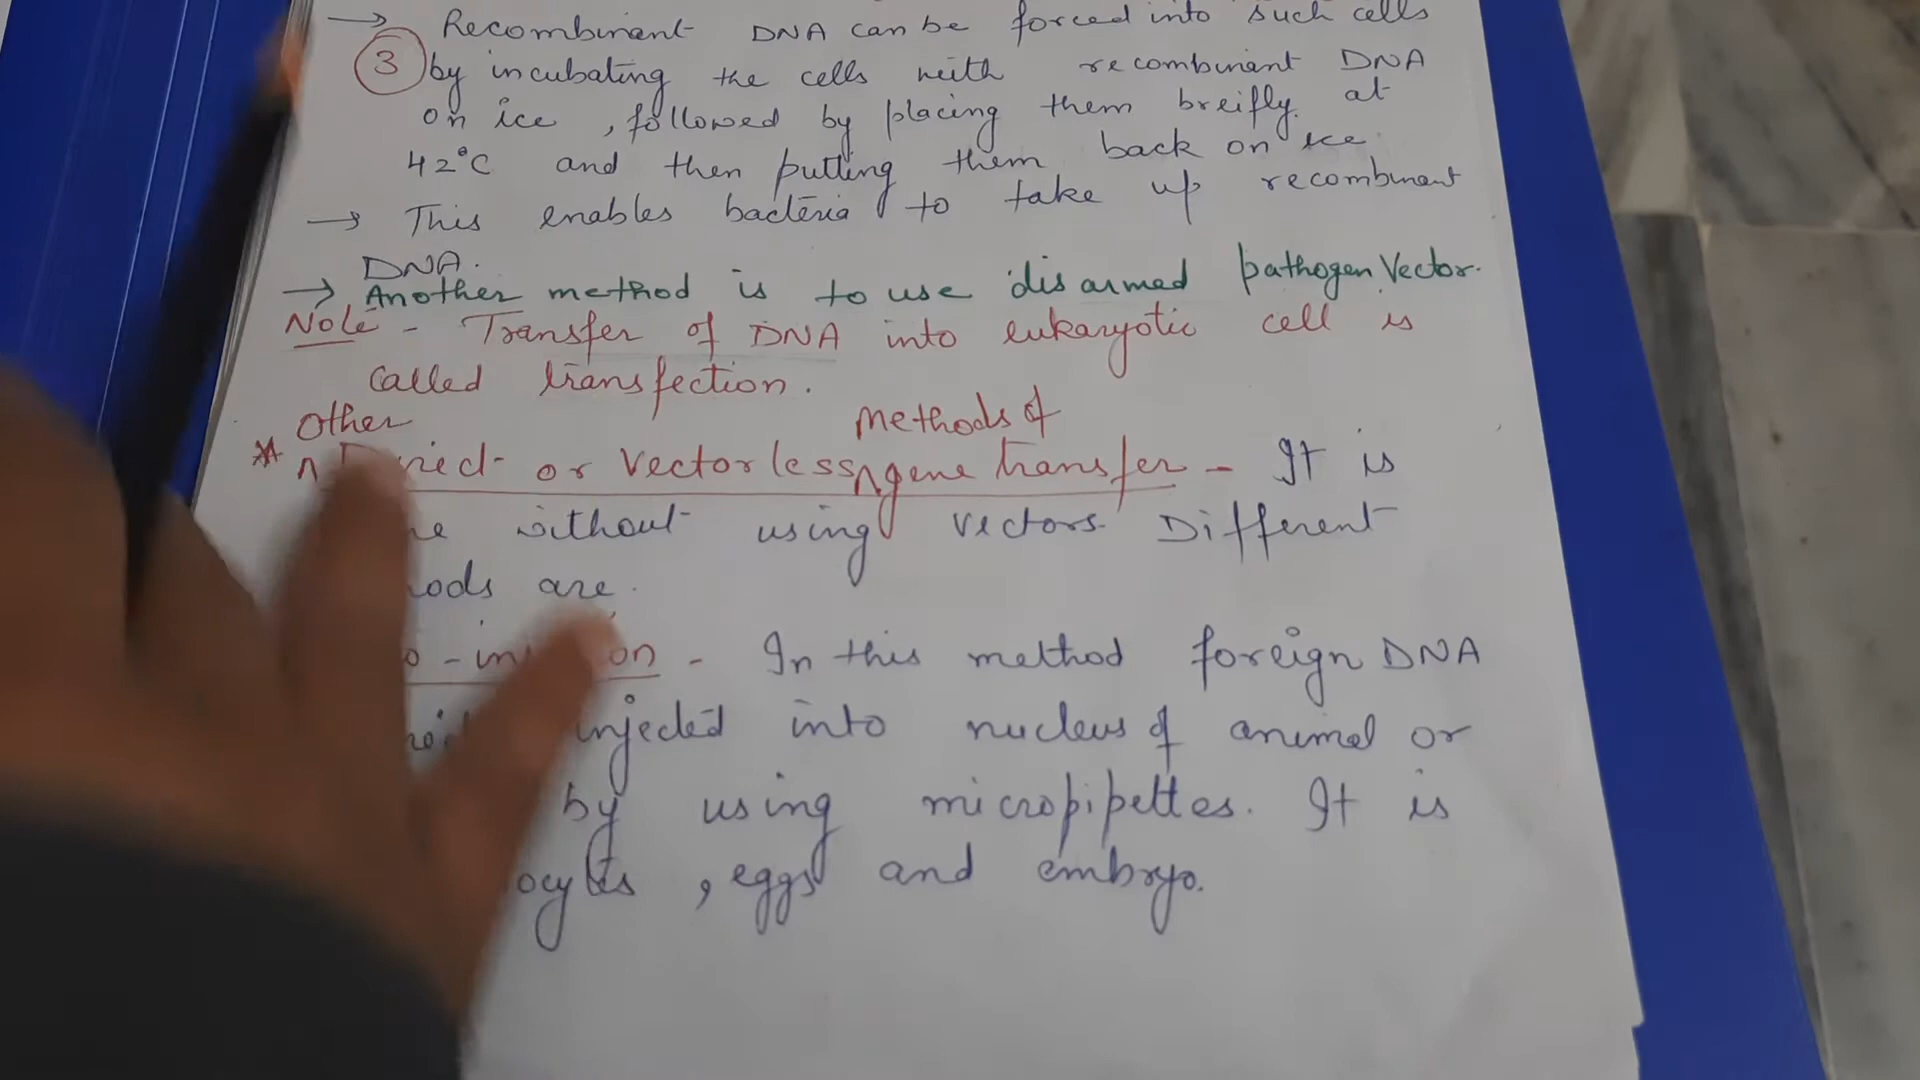 → Recombinant DNA can be forced into such cells
3 by incubating the cells with recombinant DNA
on ice , followed by placing them breifly at
42°C and then putting them back on ice
→ This enables bacteria to take up recombinant
DNA.
→ Another method is to use disarmed pathogen Vector.
Note - Transfer of DNA into eukaryotic cell is
called transfection.
Other methods of
* or Vectorless gene transfer - It is
without using vectors. Different
are.
- In this method foreign DNA
injected into nucleus of animal or
by using micropipettes. It is
, eggs and embryo.